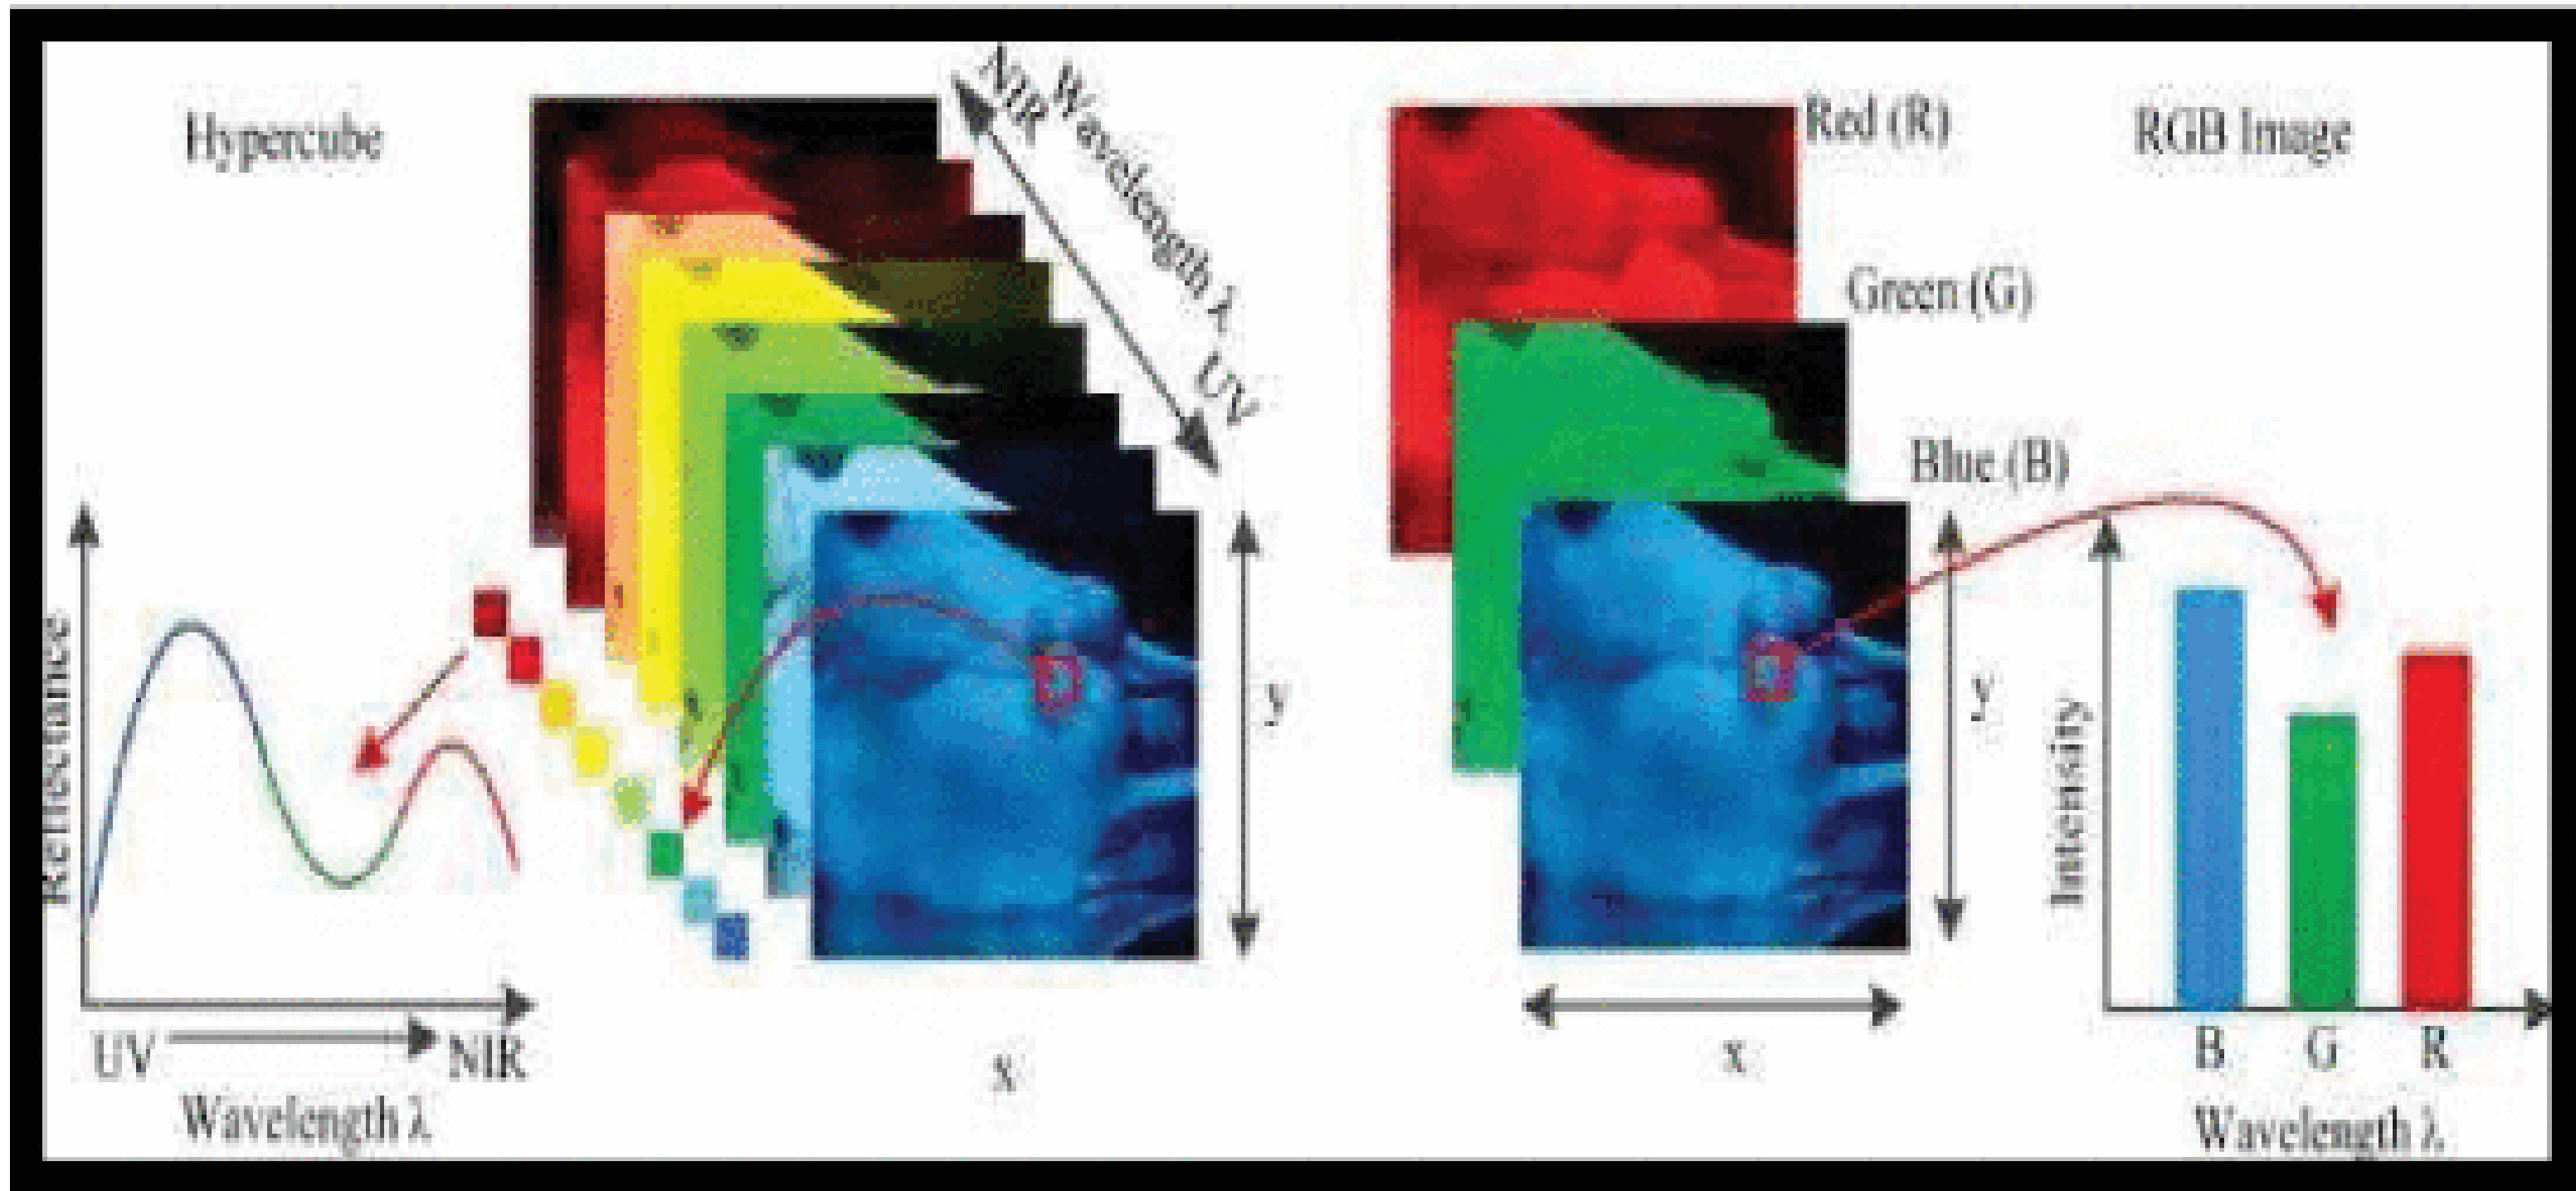 Hypercube
NIR
Wavelength λ
UV
Reflectance
UV
NIR
Wavelength λ
y
x
Red (R)
Green (G)
Blue (B)
RGB Image
y
x
Intensity
B
G
R
Wavelength λ